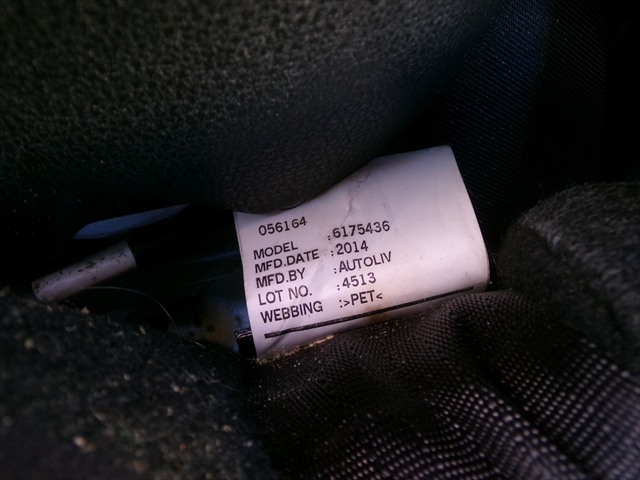 056164
MODEL :6175436
MFD.DATE :2014
MFD.BY :AUTOLIV
LOT NO. :4513
WEBBING :>PET<